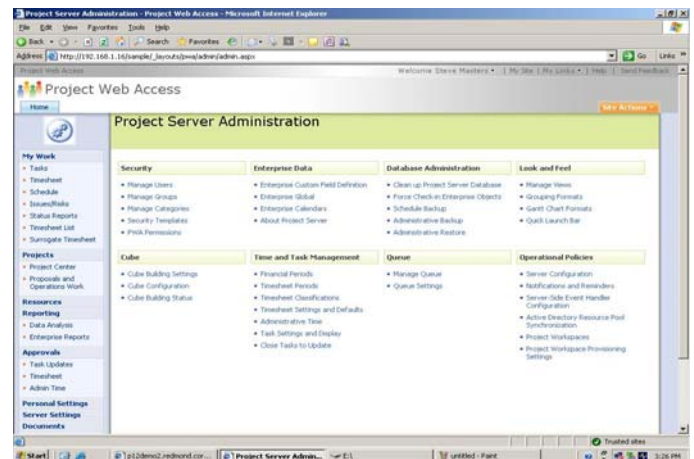 Project Server Administration - Project Web Access - Microsoft Internet Explorer
File Edit View Favorites Tools Help
Back Search Favorites
Address http://192.168.1.16/sample/_layouts/pwa/admin/admin.aspx Go Links
Project Web Access Welcome Steve Masters | My Site | My Links | Help | Send Feedback
Project Web Access
Home Site Actions
Project Server Administration
My Work
Tasks
Timesheet
Schedule
Issues/Risks
Status Reports
Timesheet List
Surrogate Timesheet
Projects
Project Center
Proposals and
Operations Work
Resources
Reporting
Data Analysis
Enterprise Reports
Approvals
Task Updates
Timesheet
Admin Time
Personal Settings
Server Settings
Documents
Security
Manage Users
Manage Groups
Manage Categories
Security Templates
PWA Permissions
Enterprise Data
Enterprise Custom Field Definition
Enterprise Global
Enterprise Calendars
About Project Server
Database Administration
Clean up Project Server Database
Force Check-in Enterprise Objects
Schedule Backup
Administrative Backup
Administrative Restore
Look and Feel
Manage Views
Grouping Formats
Gantt Chart Formats
Quick Launch Bar
Cube
Cube Building Settings
Cube Configuration
Cube Building Status
Time and Task Management
Financial Periods
Timesheet Periods
Timesheet Classifications
Timesheet Settings and Defaults
Administrative Time
Task Settings and Display
Close Tasks to Update
Queue
Manage Queue
Queue Settings
Operational Policies
Server Configuration
Notifications and Reminders
Server-Side Event Handler
Configuration
Active Directory Resource Pool
Synchronization
Project Workspaces
Project Workspace Provisioning
Settings
Trusted sites
Start p12demo2.redmond.cor... Project Server Admin... E:\ untitled - Paint 3:26 PM